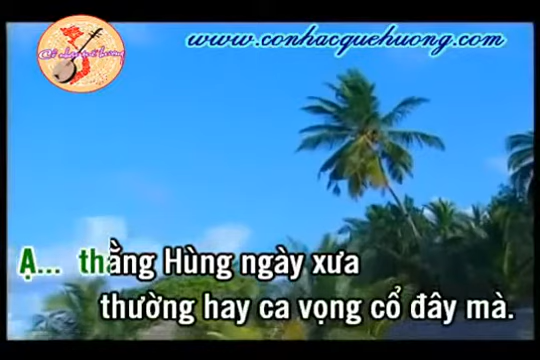 www.conhacquehuong.com
Ạ... thằng Hùng ngày xưa
thường hay ca vọng cổ đây mà.